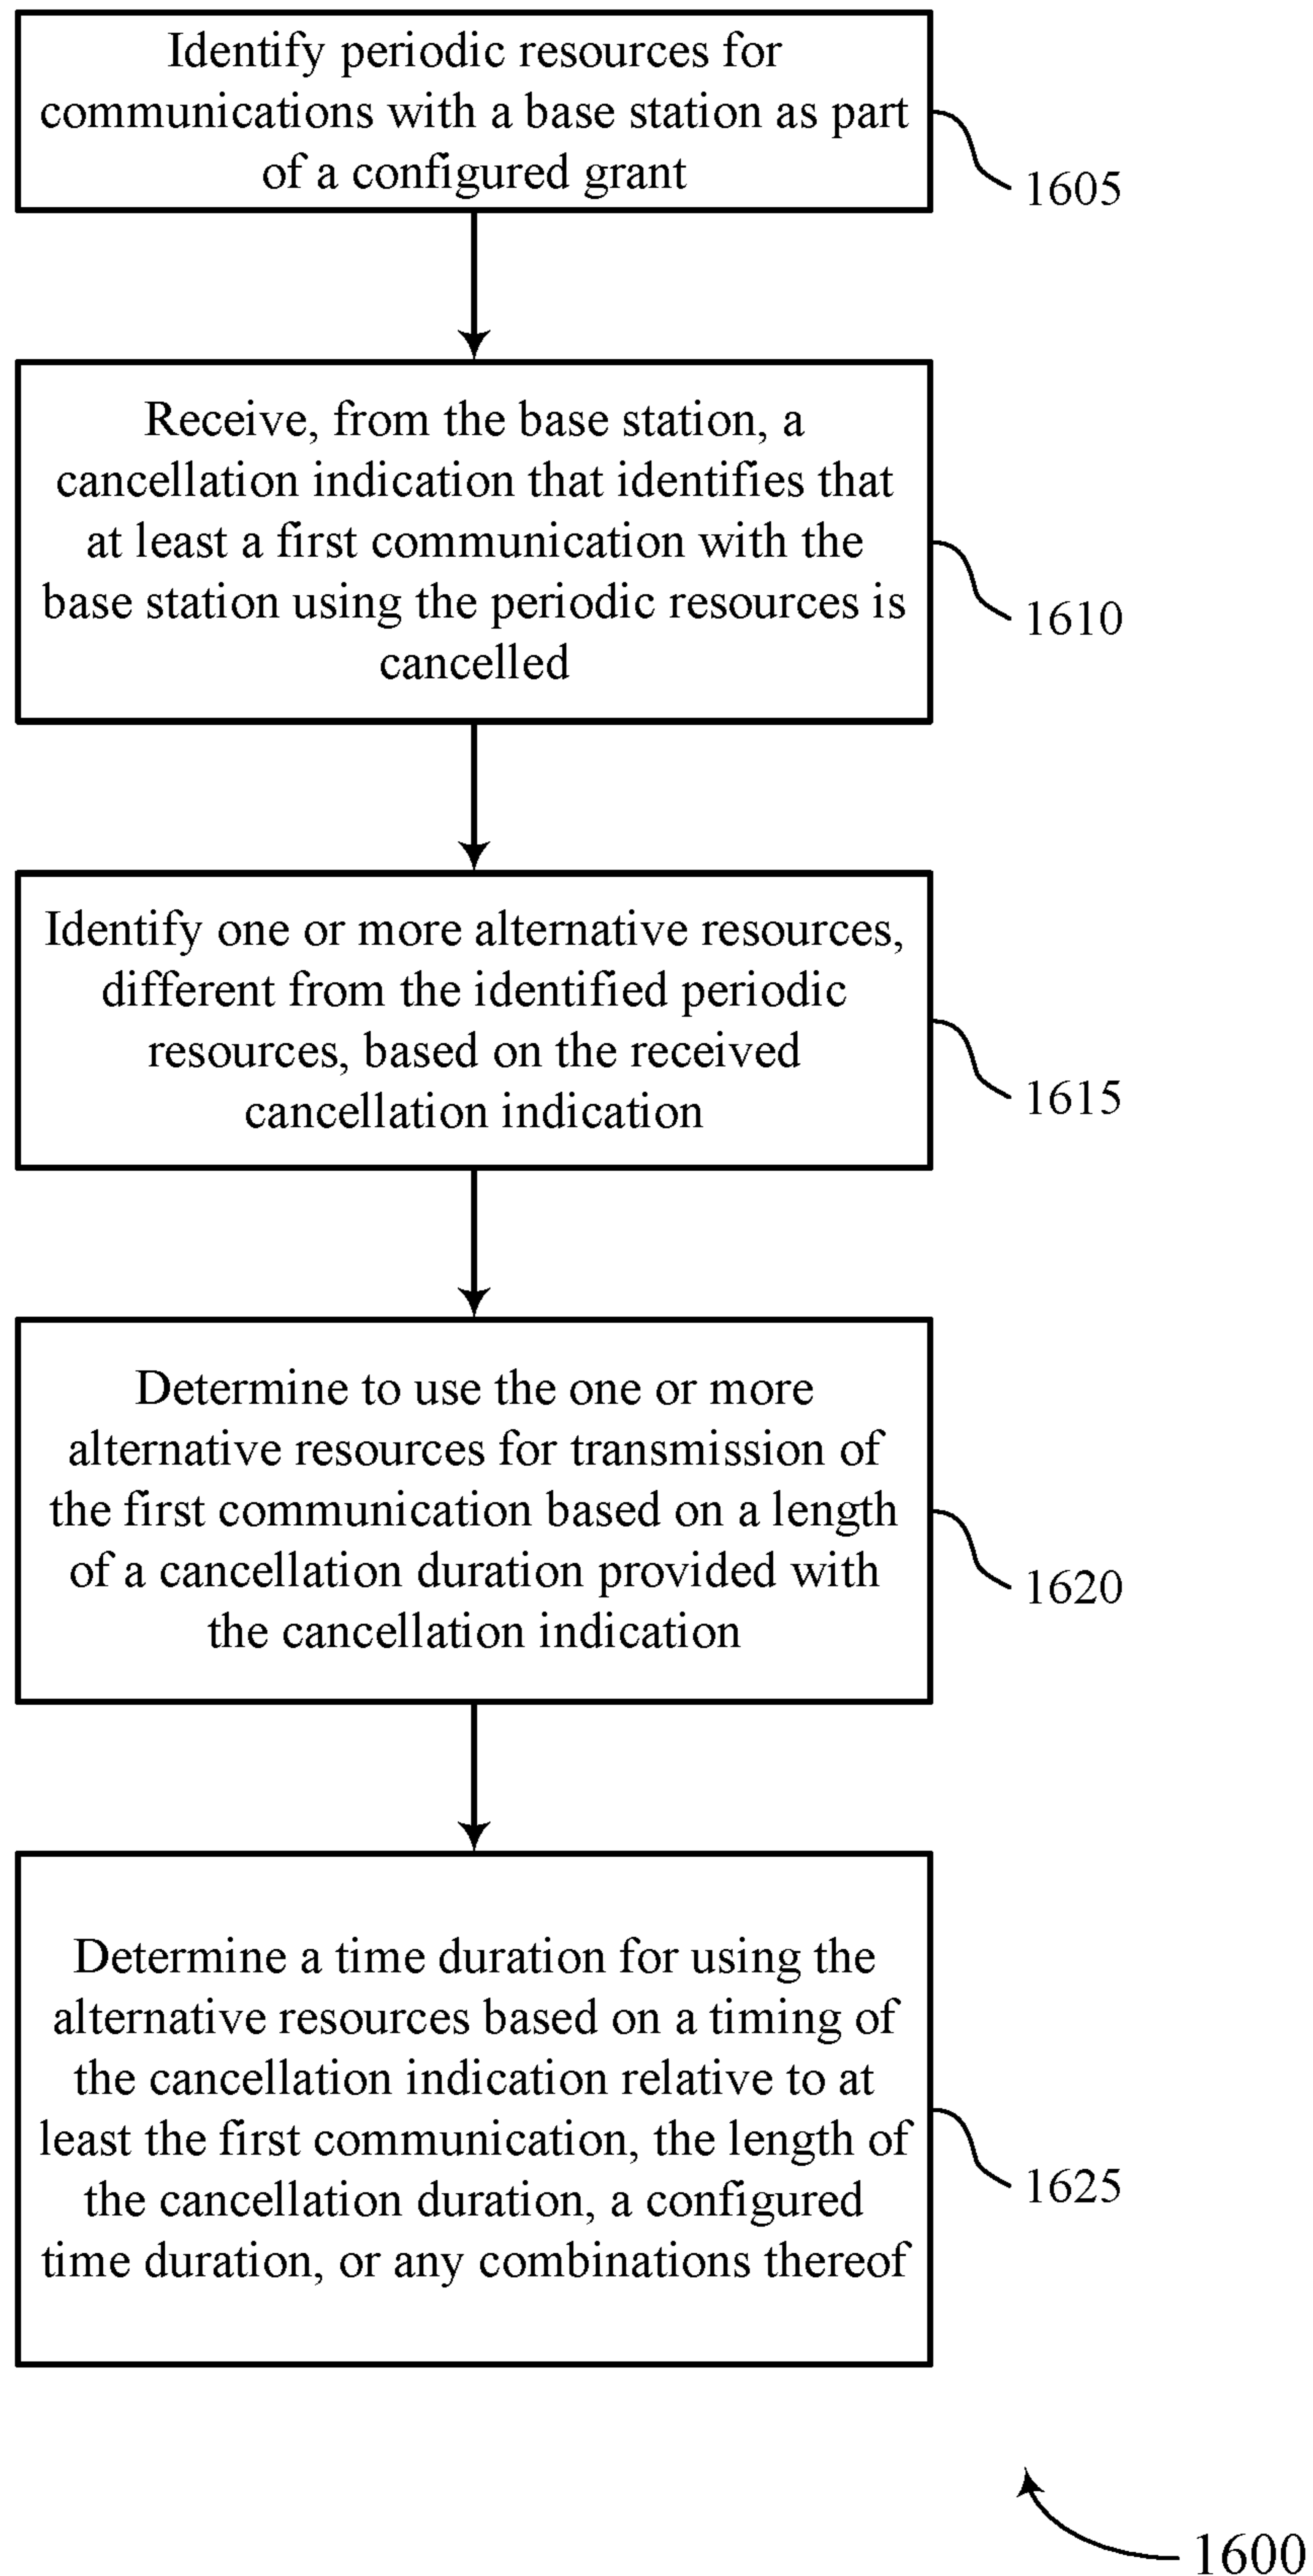 Identify periodic resources for
communications with a base station as part
of a configured grant
1605
Receive, from the base station, a
cancellation indication that identifies that
at least a first communication with the
base station using the periodic resources is
cancelled
1610
Identify one or more alternative resources,
different from the identified periodic
resources, based on the received
cancellation indication
1615
Determine to use the one or more
alternative resources for transmission of
the first communication based on a length
of a cancellation duration provided with
the cancellation indication
1620
Determine a time duration for using the
alternative resources based on a timing of
the cancellation indication relative to at
least the first communication, the length of
the cancellation duration, a configured
time duration, or any combinations thereof
1625
1600